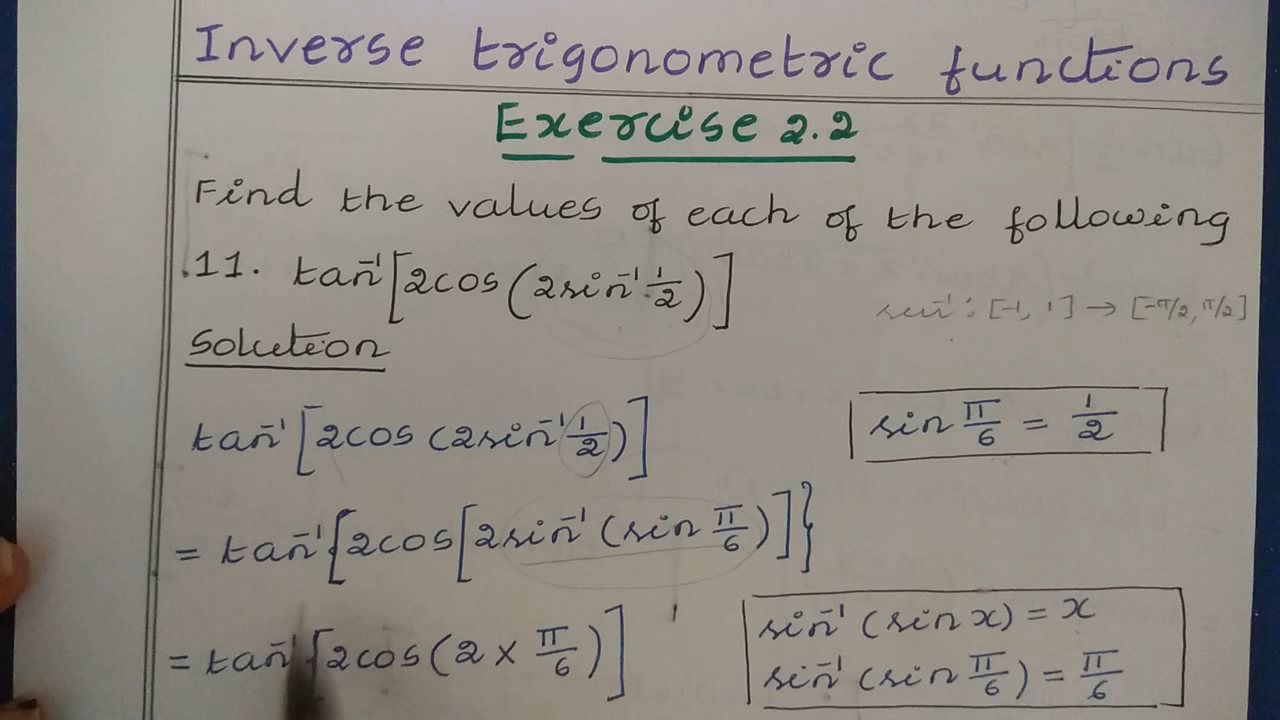 Inverse trigonometric functions
Exercise 2.2
Find the values of each of the following
11. tan⁻¹[2cos(2sin⁻¹ 1/2)]
sin⁻¹ : [-1, 1] → [-π/2, π/2]
Solution
tan⁻¹[2cos(2sin⁻¹ 1/2)]
sin π/6 = 1/2
= tan⁻¹{2cos[2sin⁻¹(sin π/6)]}
= tan⁻¹[2cos(2 × π/6)]
sin⁻¹(sin x) = x
sin⁻¹(sin π/6) = π/6